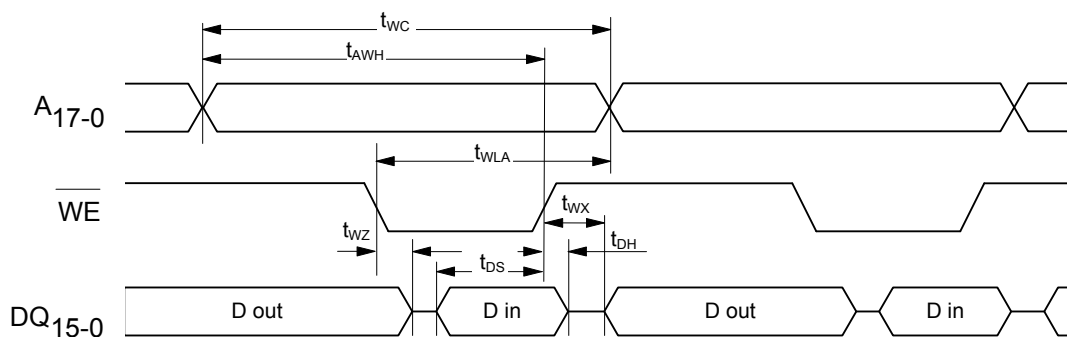 tWC
tAWH
A17-0
tWLA
WE
tWX
tWZ
tDH
tDS
D out
D in
D out
D in
DQ15-0